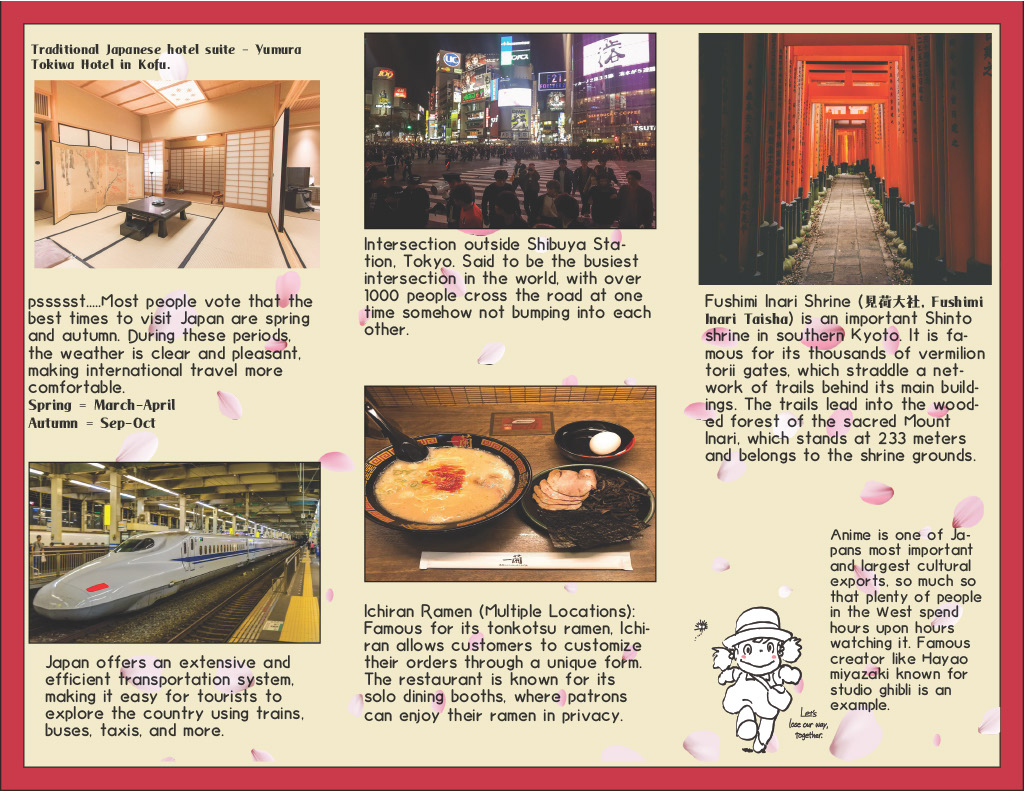 Traditional Japanese hotel suite - Yumura
Tokiwa Hotel in Kofu.
psssst.....Most people vote that the
best times to visit Japan are spring
and autumn. During these periods,
the weather is clear and pleasant,
making international travel more
comfortable.
Spring = March-April
Autumn = Sep-Oct
Japan offers an extensive and
efficient transportation system,
making it easy for tourists to
explore the country using trains,
buses, taxis, and more.
UC
21
STARBUCKS COFFEE
TSUTA
Intersection outside Shibuya Sta-
tion, Tokyo. Said to be the busiest
intersection in the world, with over
1000 people cross the road at one
time somehow not bumping into each
other.
一蘭
Ichiran Ramen (Multiple Locations):
Famous for its tonkotsu ramen, Ichi-
ran allows customers to customize
their orders through a unique form.
The restaurant is known for its
solo dining booths, where patrons
can enjoy their ramen in privacy.
Fushimi Inari Shrine (見荷大社, Fushimi
Inari Taisha) is an important Shinto
shrine in southern Kyoto. It is fa-
mous for its thousands of vermilion
torii gates, which straddle a net-
work of trails behind its main build-
ings. The trails lead into the wood-
ed forest of the sacred Mount
Inari, which stands at 233 meters
and belongs to the shrine grounds.
Anime is one of Ja-
pans most important
and largest cultural
exports, so much so
that plenty of people
in the West spend
hours upon hours
watching it. Famous
creator like Hayao
miyazaki known for
studio ghibli is an
example.
Let's
lose our way,
together.